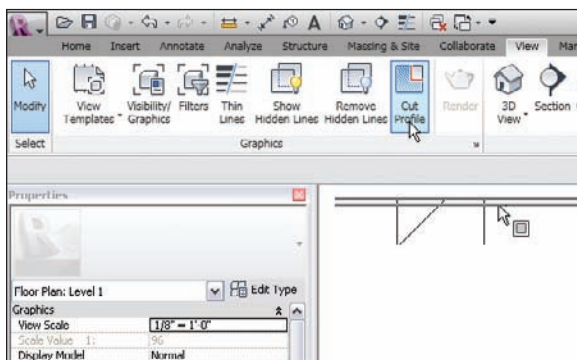 Home Insert Annotate Analyze Structure Massing & Site Collaborate View Ma
Modify View Templates Visibility/ Graphics Filters Thin Lines Show Hidden Lines Remove Hidden Lines Cut Profile Render 3D View Section
Select Graphics
Properties
Floor Plan: Level 1 Edit Type
Graphics
View Scale 1/8" = 1'-0"
Scale Value 1: 96
Display Model Normal